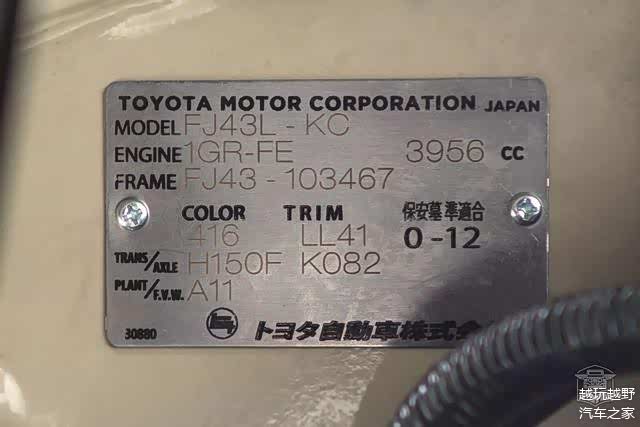 TOYOTA MOTOR CORPORATION JAPAN
MODEL FJ43L - KC
ENGINE 1GR-FE 3956 CC
FRAME FJ43 - 103467
COLOR TRIM 保安基準適合
416 LL41 0-12
TRANS/AXLE H150F K082
PLANT/F.V.W. A11
30880 トヨタ自動車株式会
越玩越野
汽车之家